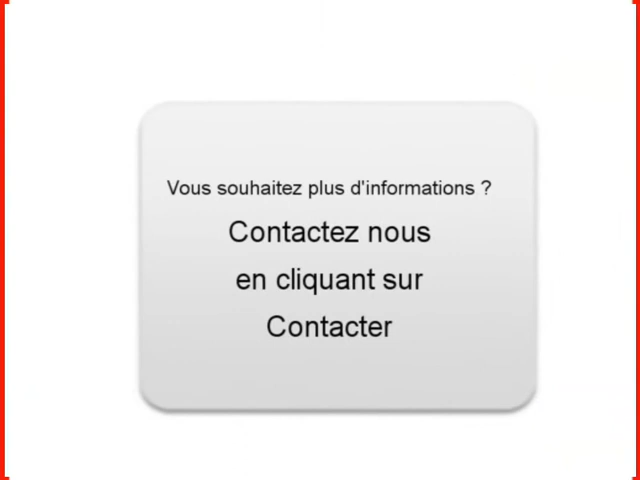 Vous souhaitez plus d'informations ?
Contactez nous
en cliquant sur
Contacter